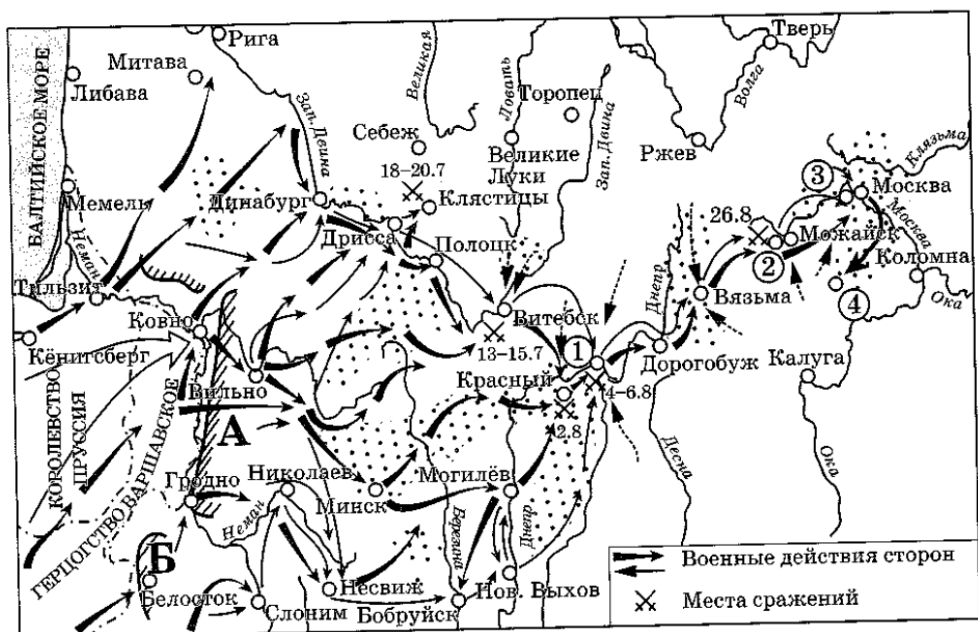 Рига
Тверь
Митава
Либава
БАЛТИЙСКОЕ МОРЕ
Зап. Двина
Великая
Ловать
Торопец
Волга
Себеж
Великие
Луки
Зап. Двина
Ржев
Клязьма
18–20.7
Клястицы
3
Москва
Мемель
Динабург
26.8
Москва
Неман
Дрисса
Полоцк
Можайск
2
Коломна
Тильзит
Днепр
Вязьма
4
Ока
Ковно
Витебск
Кёнигсберг
13–15.7
1
Дорогобуж
Калуга
Вильно
Красный
4–6.8
КОРОЛЕВСТВО
ПРУССИЯ
ГЕРЦОГСТВО ВАРШАВСКОЕ
А
2.8
Десна
Ока
Гродно
Николаев
Минск
Могилёв
Неман
Березина
Днепр
Б
Белосток
Слоним
Несвиж
Бобруйск
Нов. Выхов
Военные действия сторон
Места сражений